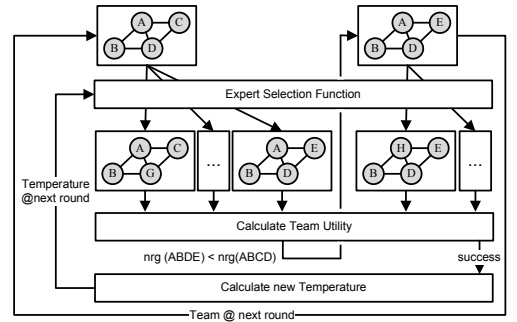 A C
B D
A E
B D
Expert Selection Function
A C
B G
...
A E
B D
H E
B D
...
Temperature
@next round
Calculate Team Utility
nrg (ABDE) < nrg(ABCD)
success
Calculate new Temperature
Team @ next round